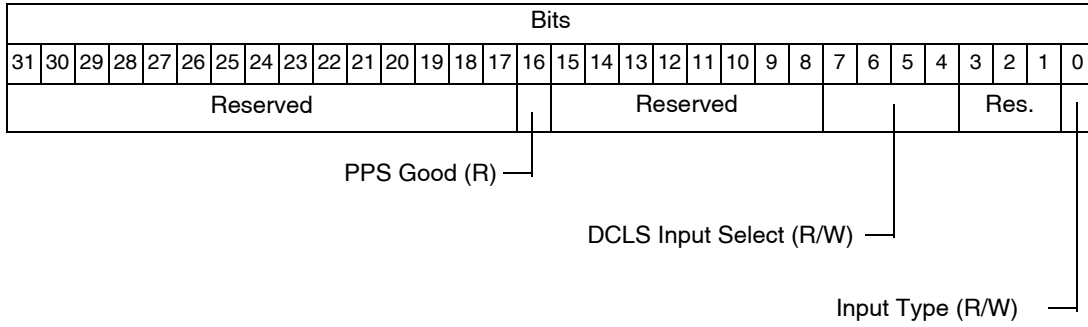 Bits
31 30 29 28 27 26 25 24 23 22 21 20 19 18 17 16 15 14 13 12 11 10 9 8 7 6 5 4 3 2 1 0
Reserved Reserved Res.
PPS Good (R)
DCLS Input Select (R/W)
Input Type (R/W)